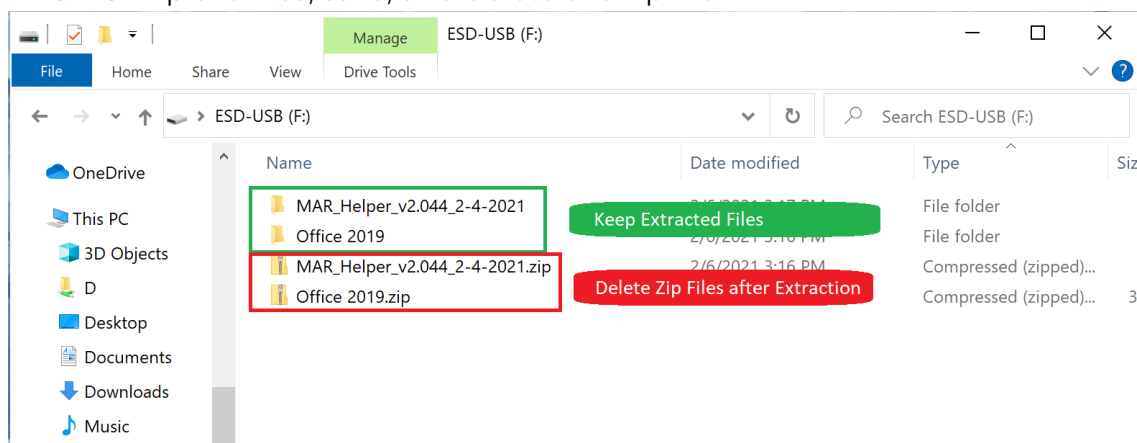 Manage ESD-USB (F:)
File Home Share View Drive Tools
ESD-USB (F:) Search ESD-USB (F:)
OneDrive Name Date modified Type Siz
This PC MAR_Helper_v2.044_2-4-2021 File folder
Keep Extracted Files
3D Objects Office 2019 File folder
D MAR_Helper_v2.044_2-4-2021.zip 2/6/2021 3:16 PM Compressed (zipped)...
Delete Zip Files after Extraction
Desktop Office 2019.zip Compressed (zipped)... 3
Documents
Downloads
Music